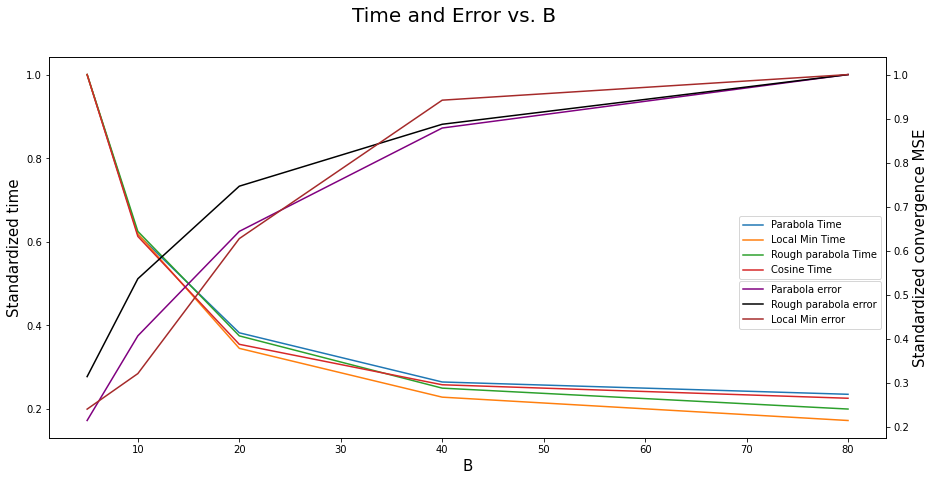 Time and Error vs. B
1.0
0.8
0.6
0.4
0.2
Standardized time
10
20
30
40
50
60
70
80
B
1.0
0.9
0.8
0.7
0.6
0.5
0.4
0.3
0.2
Standardized convergence MSE
Parabola Time
Local Min Time
Rough parabola Time
Cosine Time
Parabola error
Rough parabola error
Local Min error